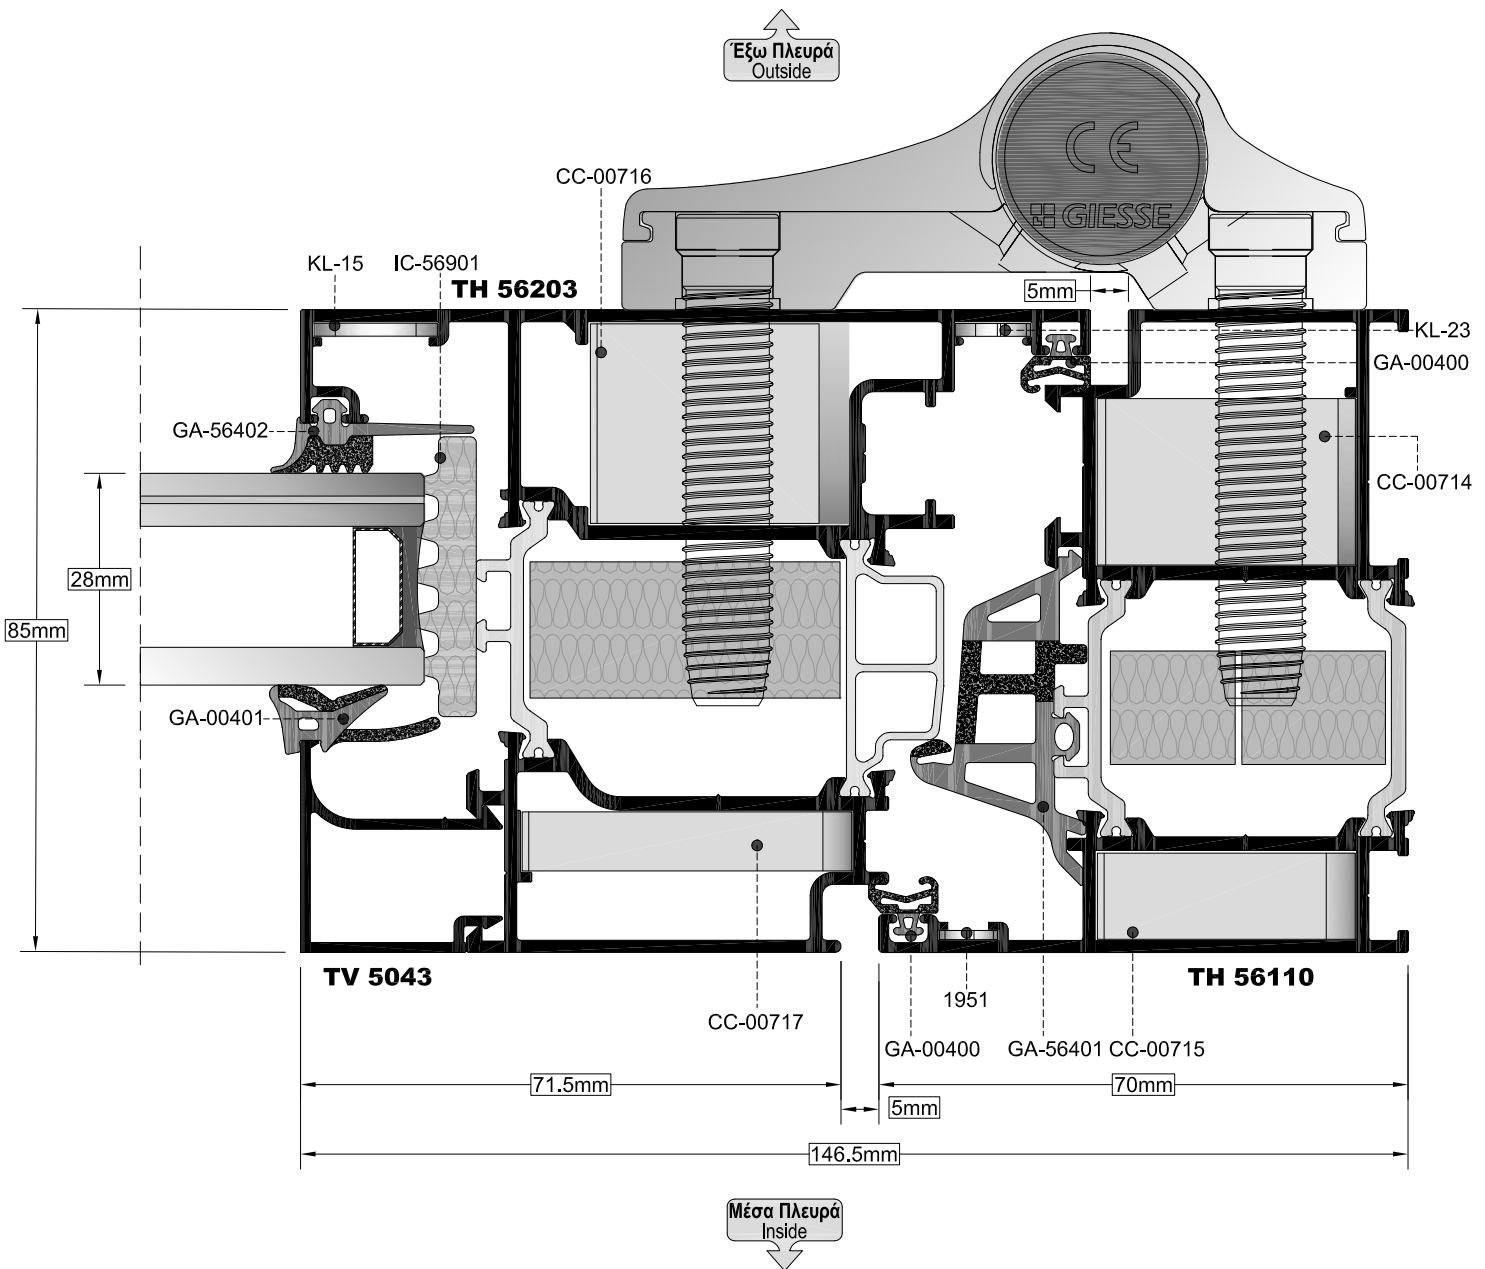 Έξω Πλευρά
Outside
CE
GIESSE
CC-00716
KL-15
IC-56901
TH 56203
5mm
KL-23
GA-00400
GA-56402
CC-00714
28mm
85mm
GA-00401
TV 5043
TH 56110
1951
CC-00717
GA-00400
GA-56401
CC-00715
71.5mm
70mm
5mm
146.5mm
Μέσα Πλευρά
Inside